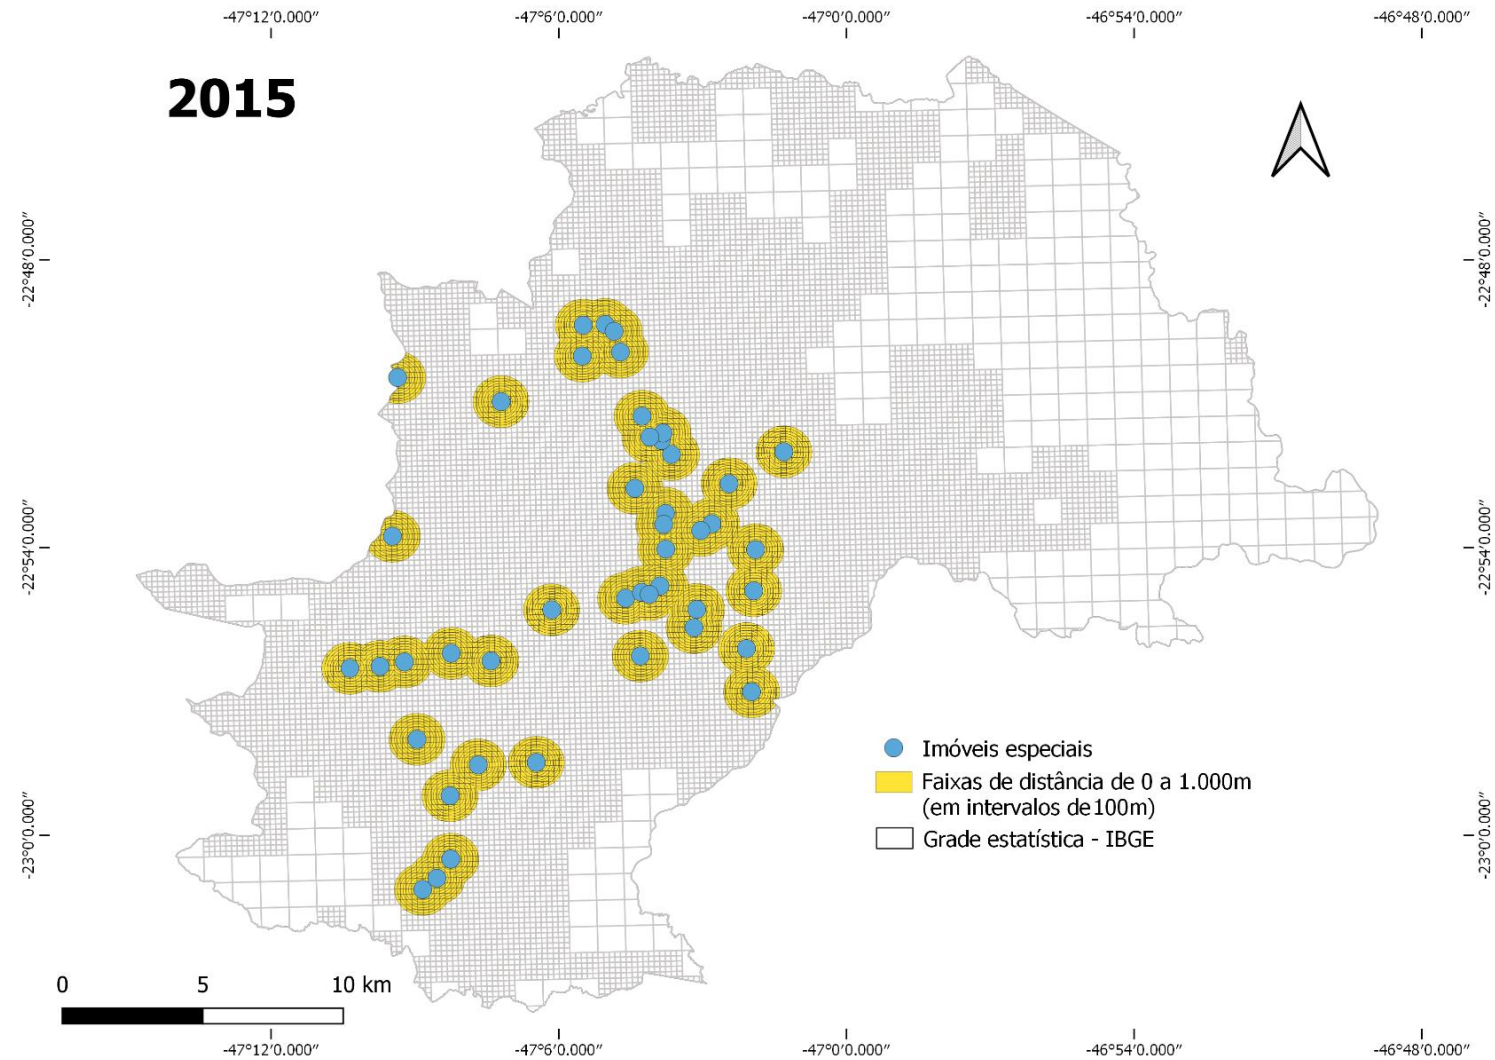 -47°12′0.000″ -47°6′0.000″ -47°0′0.000″ -46°54′0.000″ -46°48′0.000″
2015
-22°48′0.000″ -22°48′0.000″
-22°54′0.000″ -22°54′0.000″
Imóveis especiais
Faixas de distância de 0 a 1.000m
(em intervalos de 100m)
Grade estatística - IBGE
-23°0′0.000″ -23°0′0.000″
0 5 10 km
-47°12′0.000″ -47°6′0.000″ -47°0′0.000″ -46°54′0.000″ -46°48′0.000″